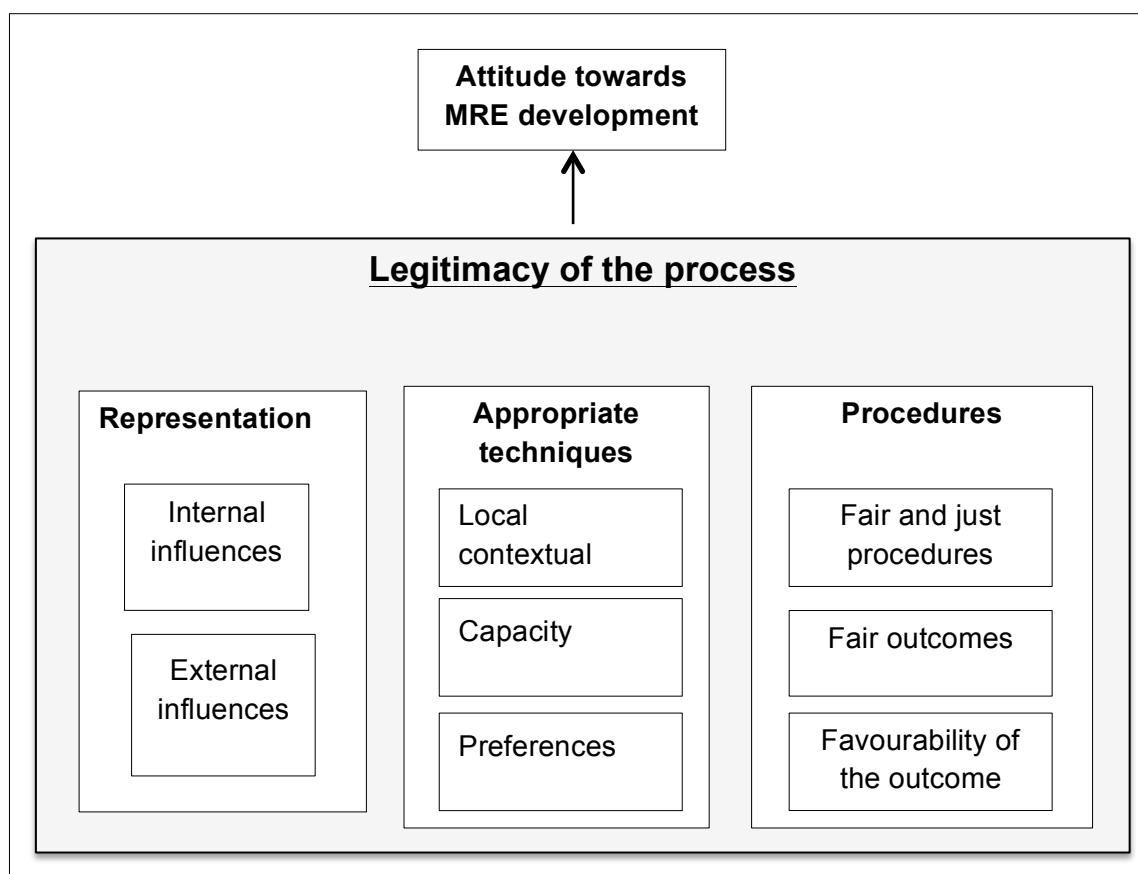 Attitude towards
MRE development
Legitimacy of the process
Representation
Internal
influences
External
influences
Appropriate
techniques
Local
contextual
Capacity
Preferences
Procedures
Fair and just
procedures
Fair outcomes
Favourability of
the outcome